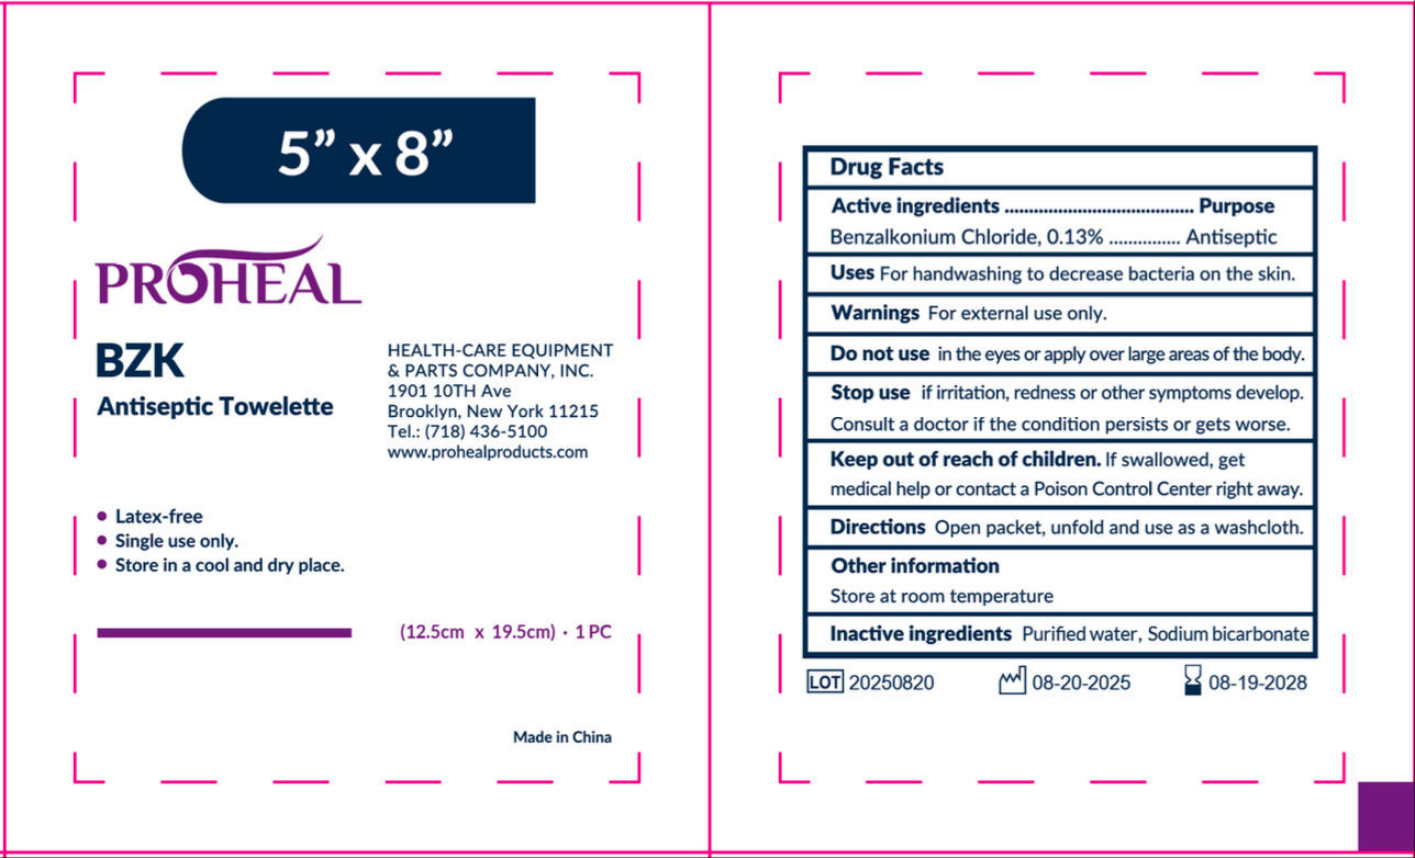 5” x 8”
PROHEAL
BZK
Antiseptic Towelette
HEALTH-CARE EQUIPMENT
& PARTS COMPANY, INC.
1901 10TH Ave
Brooklyn, New York 11215
Tel.: (718) 436-5100
www.prohealproducts.com
• Latex-free
• Single use only.
• Store in a cool and dry place.
(12.5cm x 19.5cm) · 1 PC
Made in China
Drug Facts
Active ingredients ....................................... Purpose
Benzalkonium Chloride, 0.13% ............... Antiseptic
Uses For handwashing to decrease bacteria on the skin.
Warnings For external use only.
Do not use in the eyes or apply over large areas of the body.
Stop use if irritation, redness or other symptoms develop.
Consult a doctor if the condition persists or gets worse.
Keep out of reach of children. If swallowed, get
medical help or contact a Poison Control Center right away.
Directions Open packet, unfold and use as a washcloth.
Other information
Store at room temperature
Inactive ingredients Purified water, Sodium bicarbonate
LOT 20250820 08-20-2025 08-19-2028